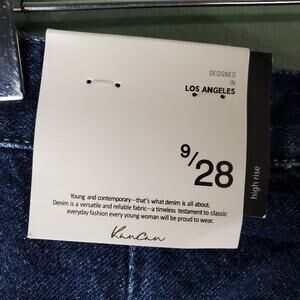 DESIGNED
IN
LOS ANGELES
9/28
high rise
Young and contemporary—that's what denim is all about.
Denim is a versatile and reliable fabric—a timeless testament to classic
everyday fashion every young woman will be proud to wear.
KanCan